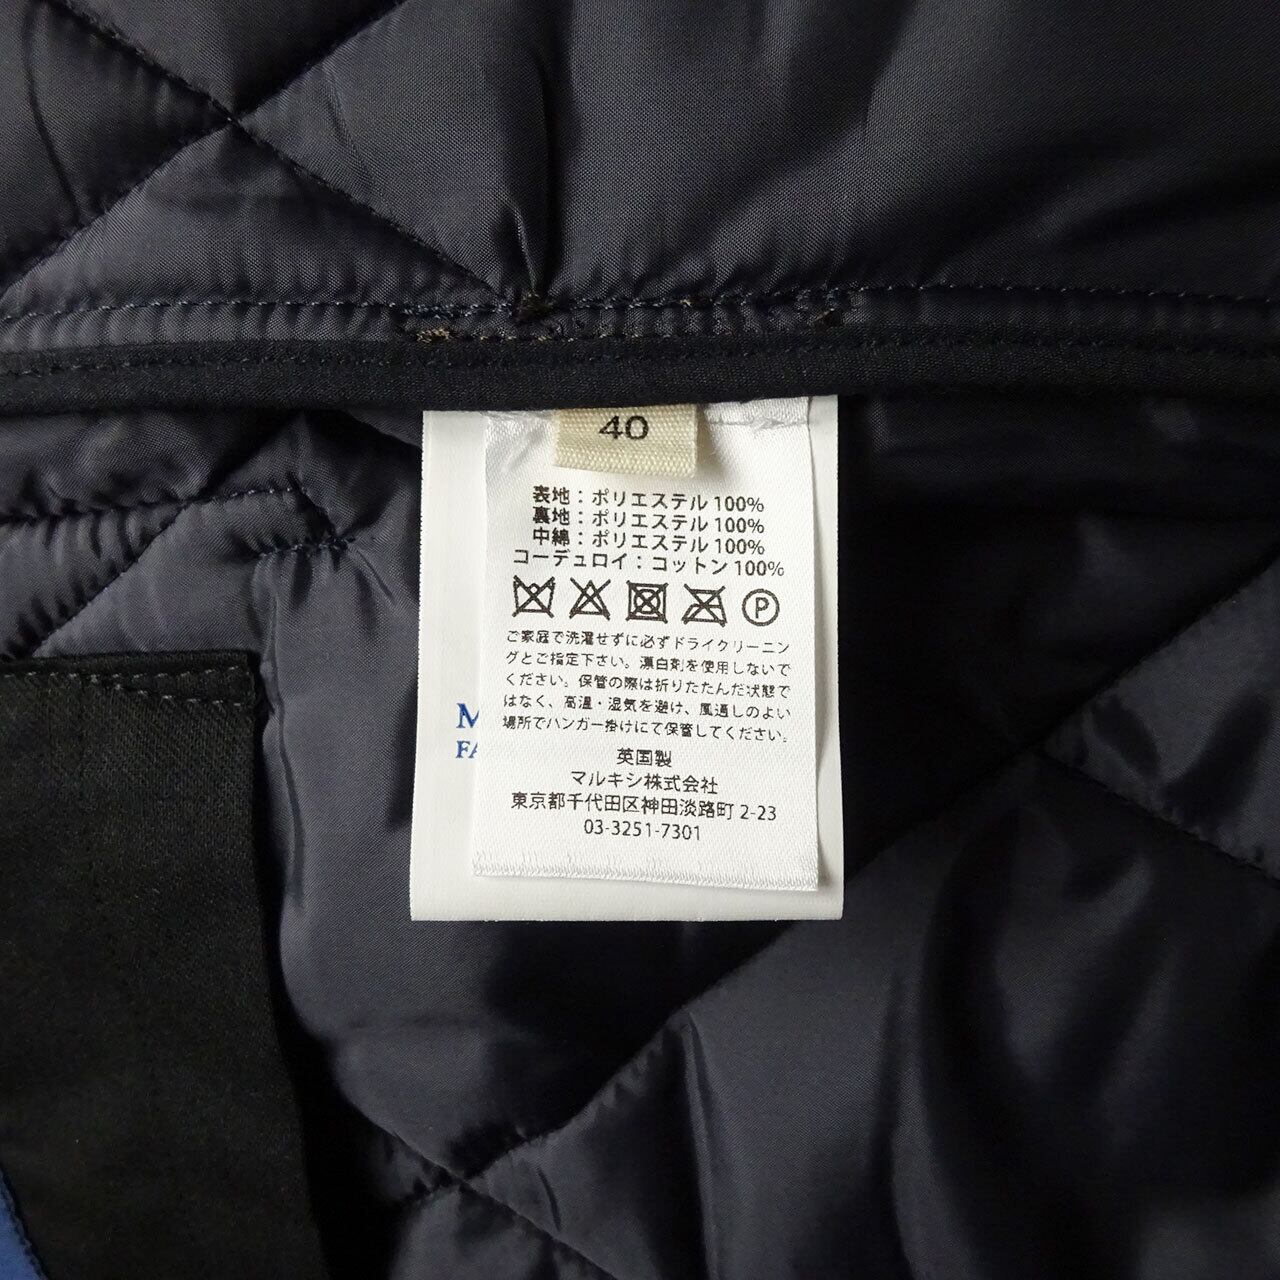 40
表地：ポリエステル 100%
裏地：ポリエステル 100%
中綿：ポリエステル 100%
コーデュロイ：コットン 100%
P
ご家庭で洗濯せずに必ずドライクリーニン
グとご指定下さい。漂白剤を使用しないで
ください。保管の際は折りたたんだ状態で
はなく、高温・湿気を避け、風通しのよい
場所でハンガー掛けにて保管してください。
M
FA
英国製
マルキシ株式会社
東京都千代田区神田淡路町 2-23
03-3251-7301